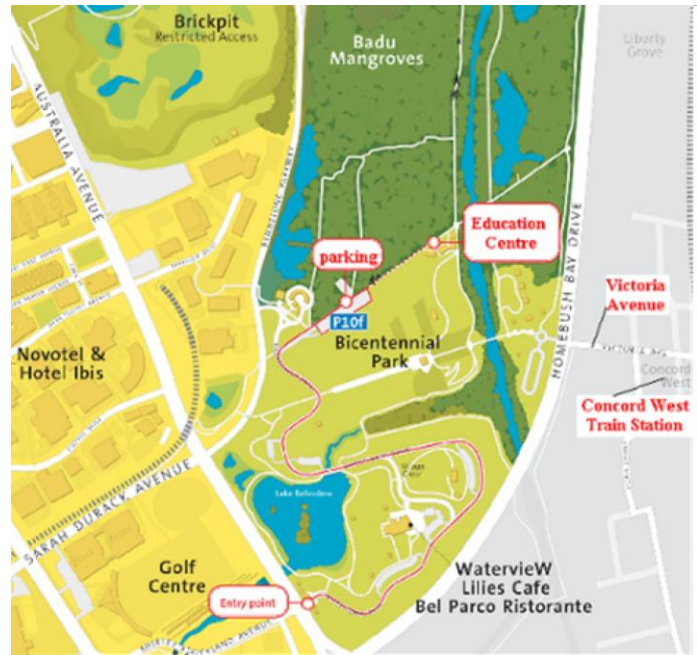 Brickpit
Restricted Access
Badu
Mangroves
Liberty
Grove
AUSTRALIA AVENUE
Education
Centre
parking
P10f
HOMEBUSH BAY DRIVE
Victoria
Avenue
Bicentennial
Park
VICTORIA AVE
Novotel &
Hotel Ibis
Concord
West
Concord West
Train Station
SARAH DURACK AVENUE
Lake Belvedere
Golf
Centre
WatervieW
Lilies Cafe
Bel Parco Ristorante
Entry point